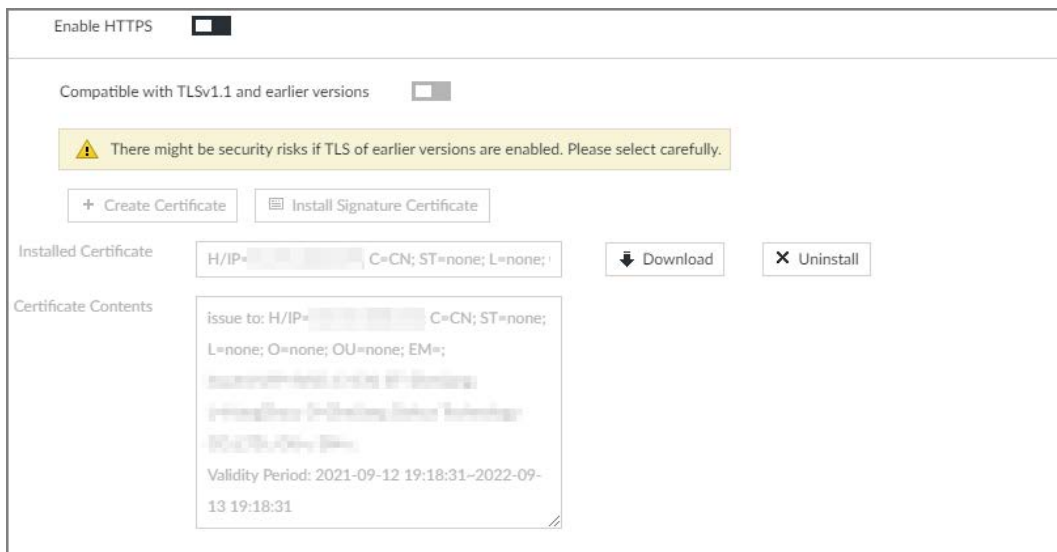 Enable HTTPS
Compatible with TLSv1.1 and earlier versions
There might be security risks if TLS of earlier versions are enabled. Please select carefully.
+ Create Certificate
Install Signature Certificate
Installed Certificate
H/IP= C=CN; ST=none; L=none;
Download
Uninstall
Certificate Contents
issue to: H/IP= C=CN; ST=none;
L=none; O=none; OU=none; EM=;
Validity Period: 2021-09-12 19:18:31~2022-09-
13 19:18:31